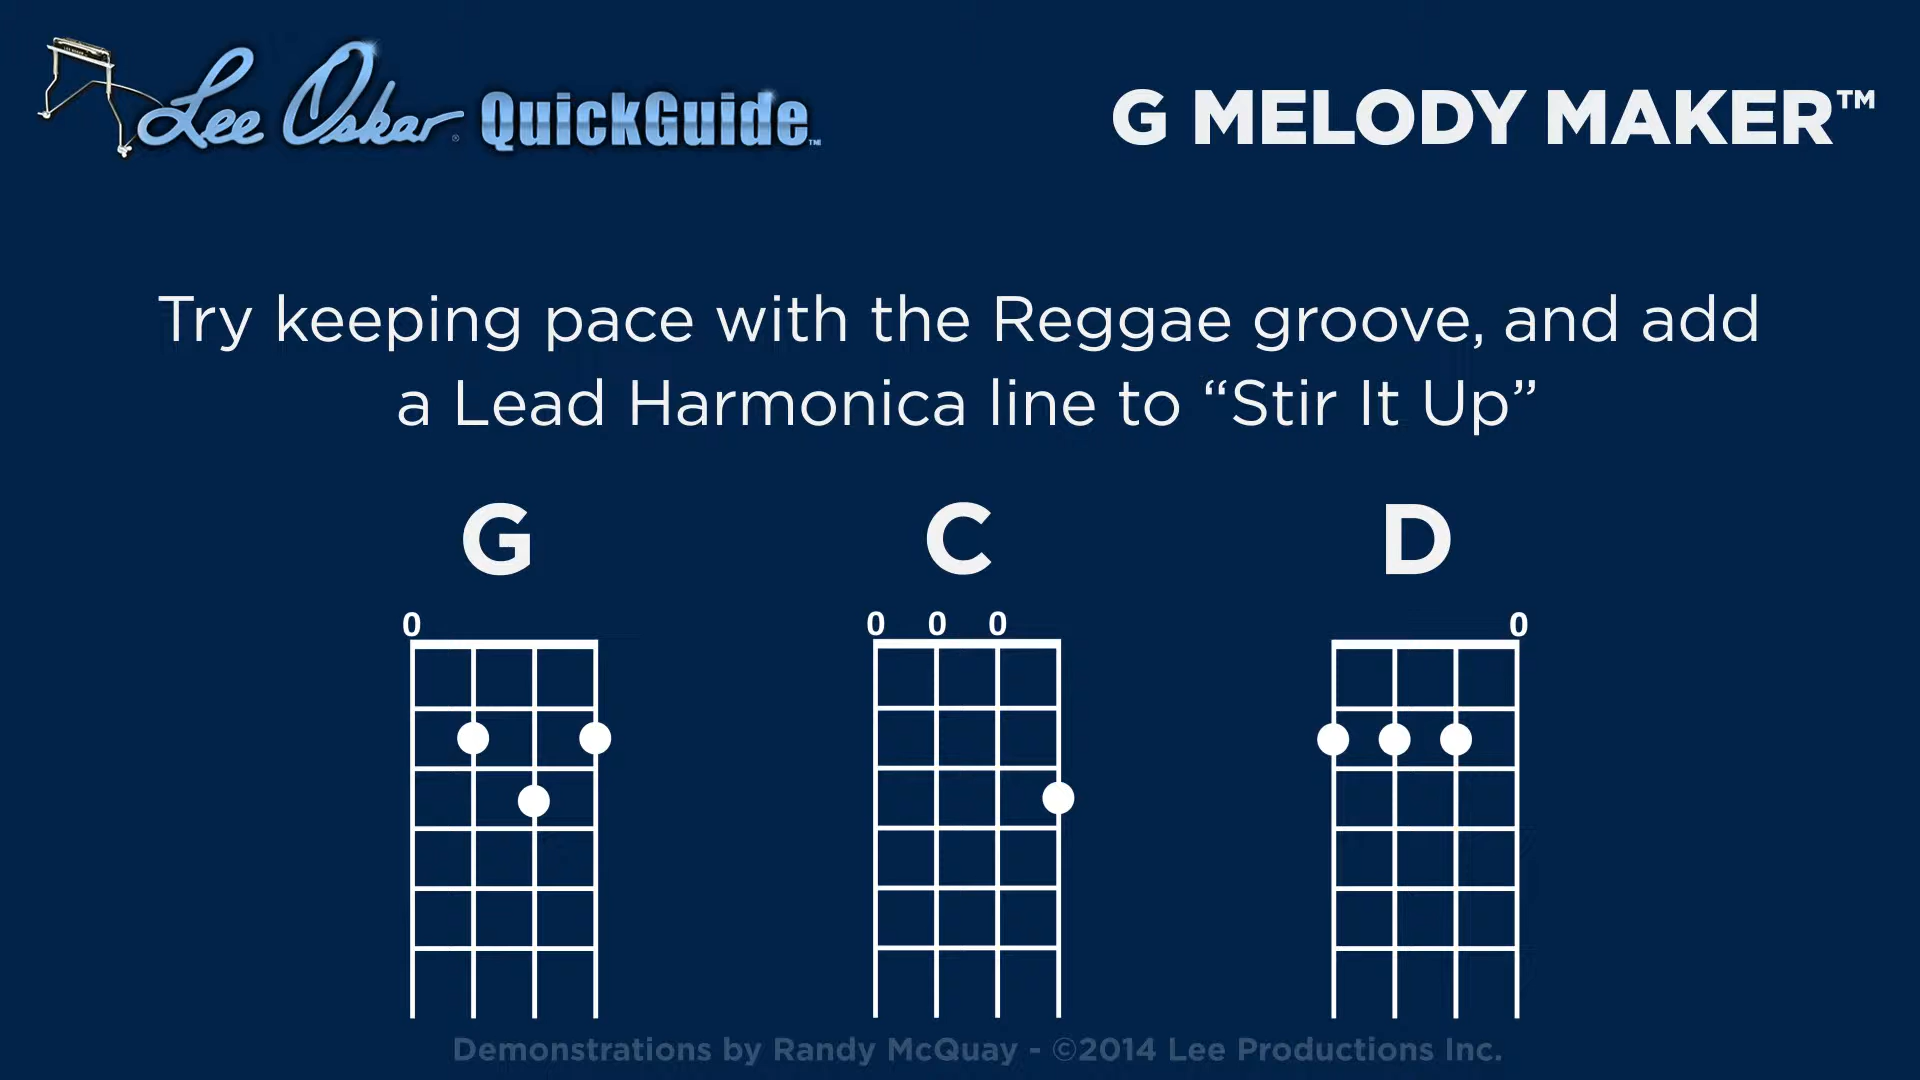 Lee Oskar® QuickGuide™
G MELODY MAKER™
Try keeping pace with the Reggae groove, and add
a Lead Harmonica line to “Stir It Up”
G C D
0 0 0 0 0
Demonstrations by Randy McQuay - ©2014 Lee Productions Inc.